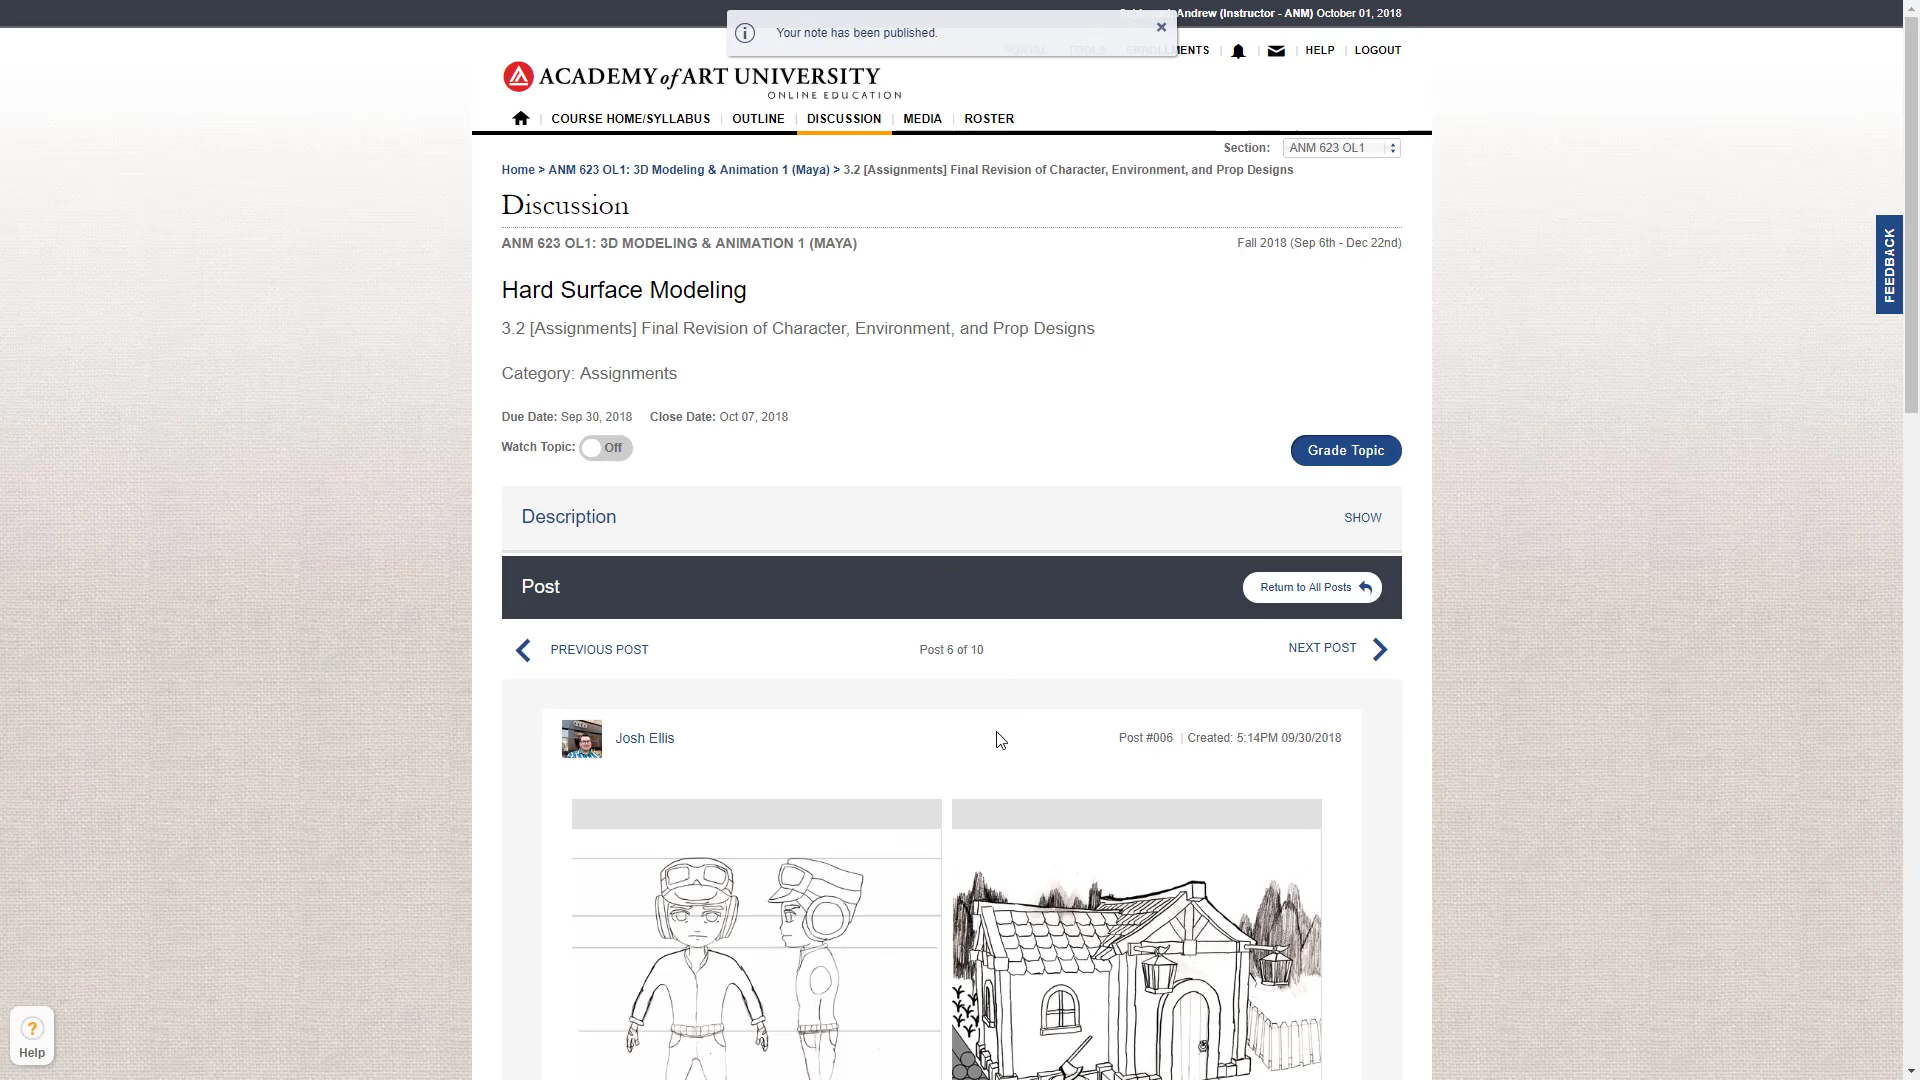 Andrew (Instructor - ANM) October 01, 2018
Your note has been published.
PORTAL TOOLS ENROLLMENTS HELP LOGOUT
ACADEMY of ART UNIVERSITY
ONLINE EDUCATION
COURSE HOME/SYLLABUS OUTLINE DISCUSSION MEDIA ROSTER
Section: ANM 623 OL1
Home > ANM 623 OL1: 3D Modeling & Animation 1 (Maya) > 3.2 [Assignments] Final Revision of Character, Environment, and Prop Designs
Discussion
ANM 623 OL1: 3D MODELING & ANIMATION 1 (MAYA) Fall 2018 (Sep 6th - Dec 22nd)
FEEDBACK
Hard Surface Modeling
3.2 [Assignments] Final Revision of Character, Environment, and Prop Designs
Category: Assignments
Due Date: Sep 30, 2018 Close Date: Oct 07, 2018
Watch Topic: Off
Grade Topic
Description SHOW
Post Return to All Posts
PREVIOUS POST Post 6 of 10 NEXT POST
Josh Ellis Post #006 | Created: 5:14PM 09/30/2018
? Help